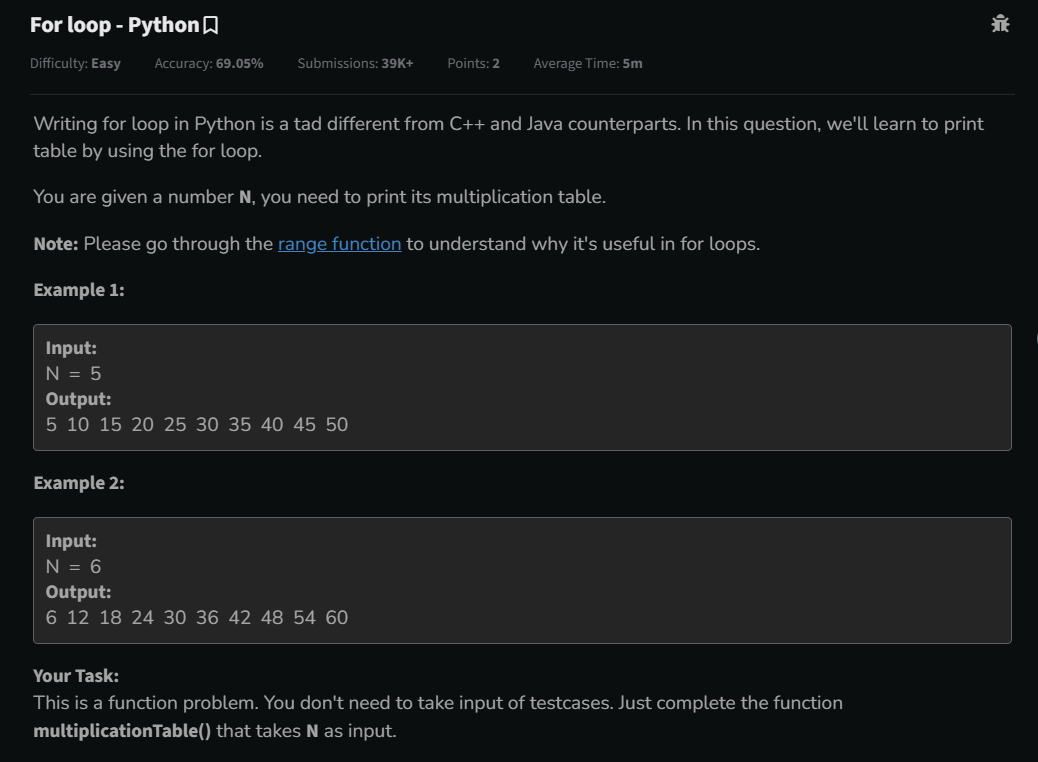 For loop - Python
Difficulty: Easy Accuracy: 69.05% Submissions: 39K+ Points: 2 Average Time: 5m
Writing for loop in Python is a tad different from C++ and Java counterparts. In this question, we'll learn to print
table by using the for loop.
You are given a number N, you need to print its multiplication table.
Note: Please go through the range function to understand why it's useful in for loops.
Example 1:
Input:
N = 5
Output:
5 10 15 20 25 30 35 40 45 50
Example 2:
Input:
N = 6
Output:
6 12 18 24 30 36 42 48 54 60
Your Task:
This is a function problem. You don't need to take input of testcases. Just complete the function
multiplicationTable() that takes N as input.